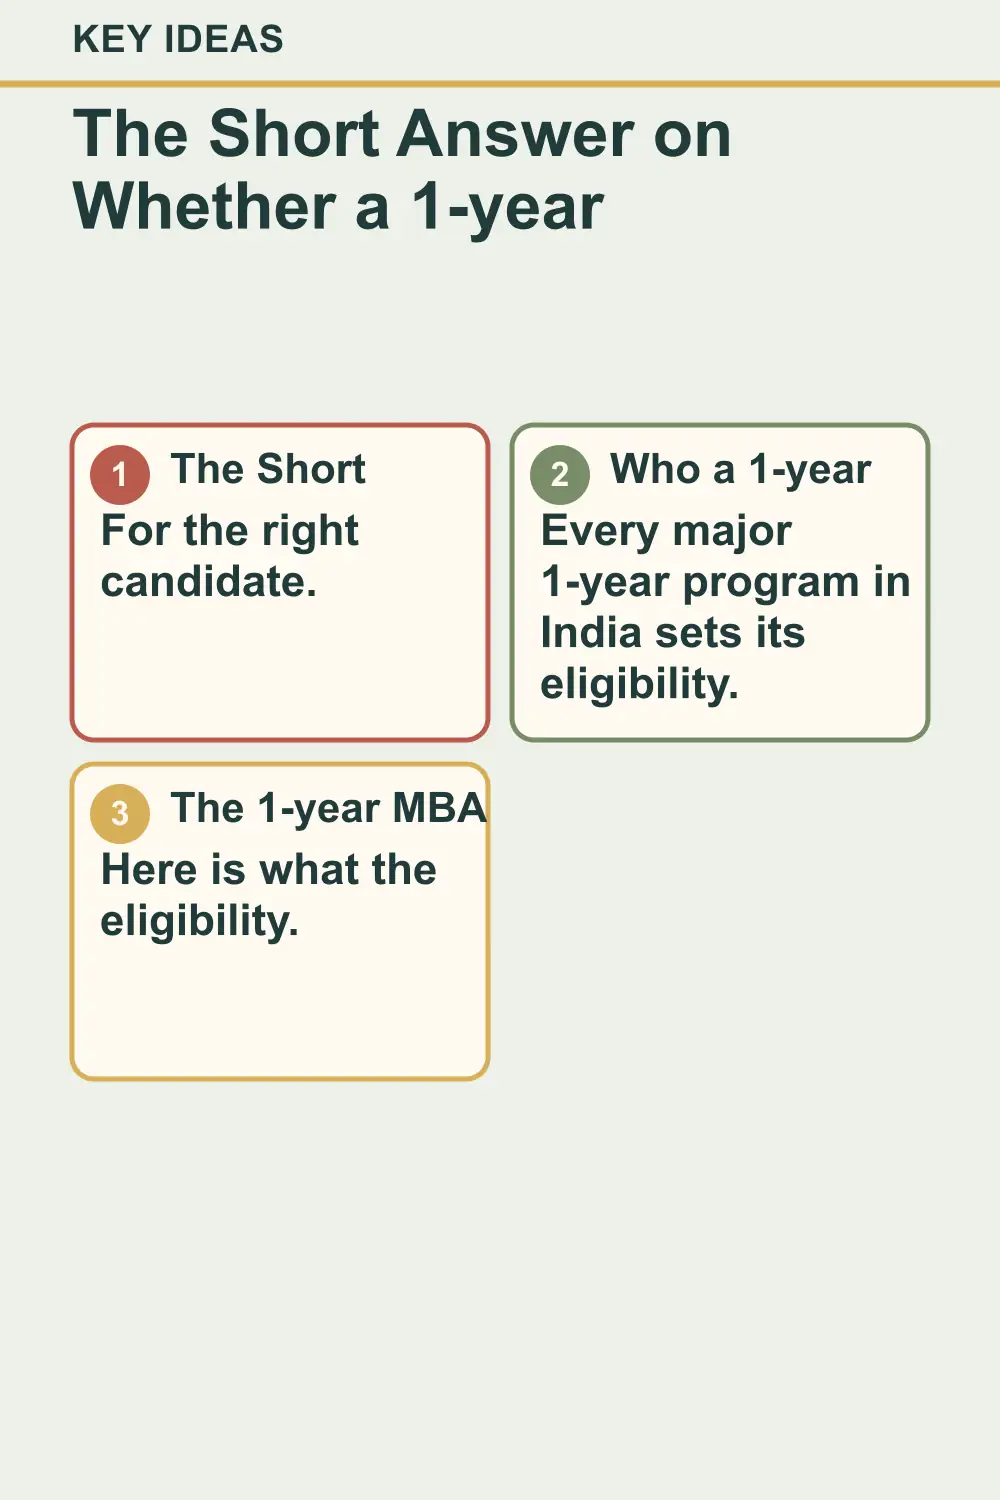 KEY IDEAS
The Short Answer on
Whether a 1-year
1
The Short
For the right
candidate.
2
Who a 1-year
Every major
1-year program in
India sets its
eligibility.
3
The 1-year MBA
Here is what the
eligibility.